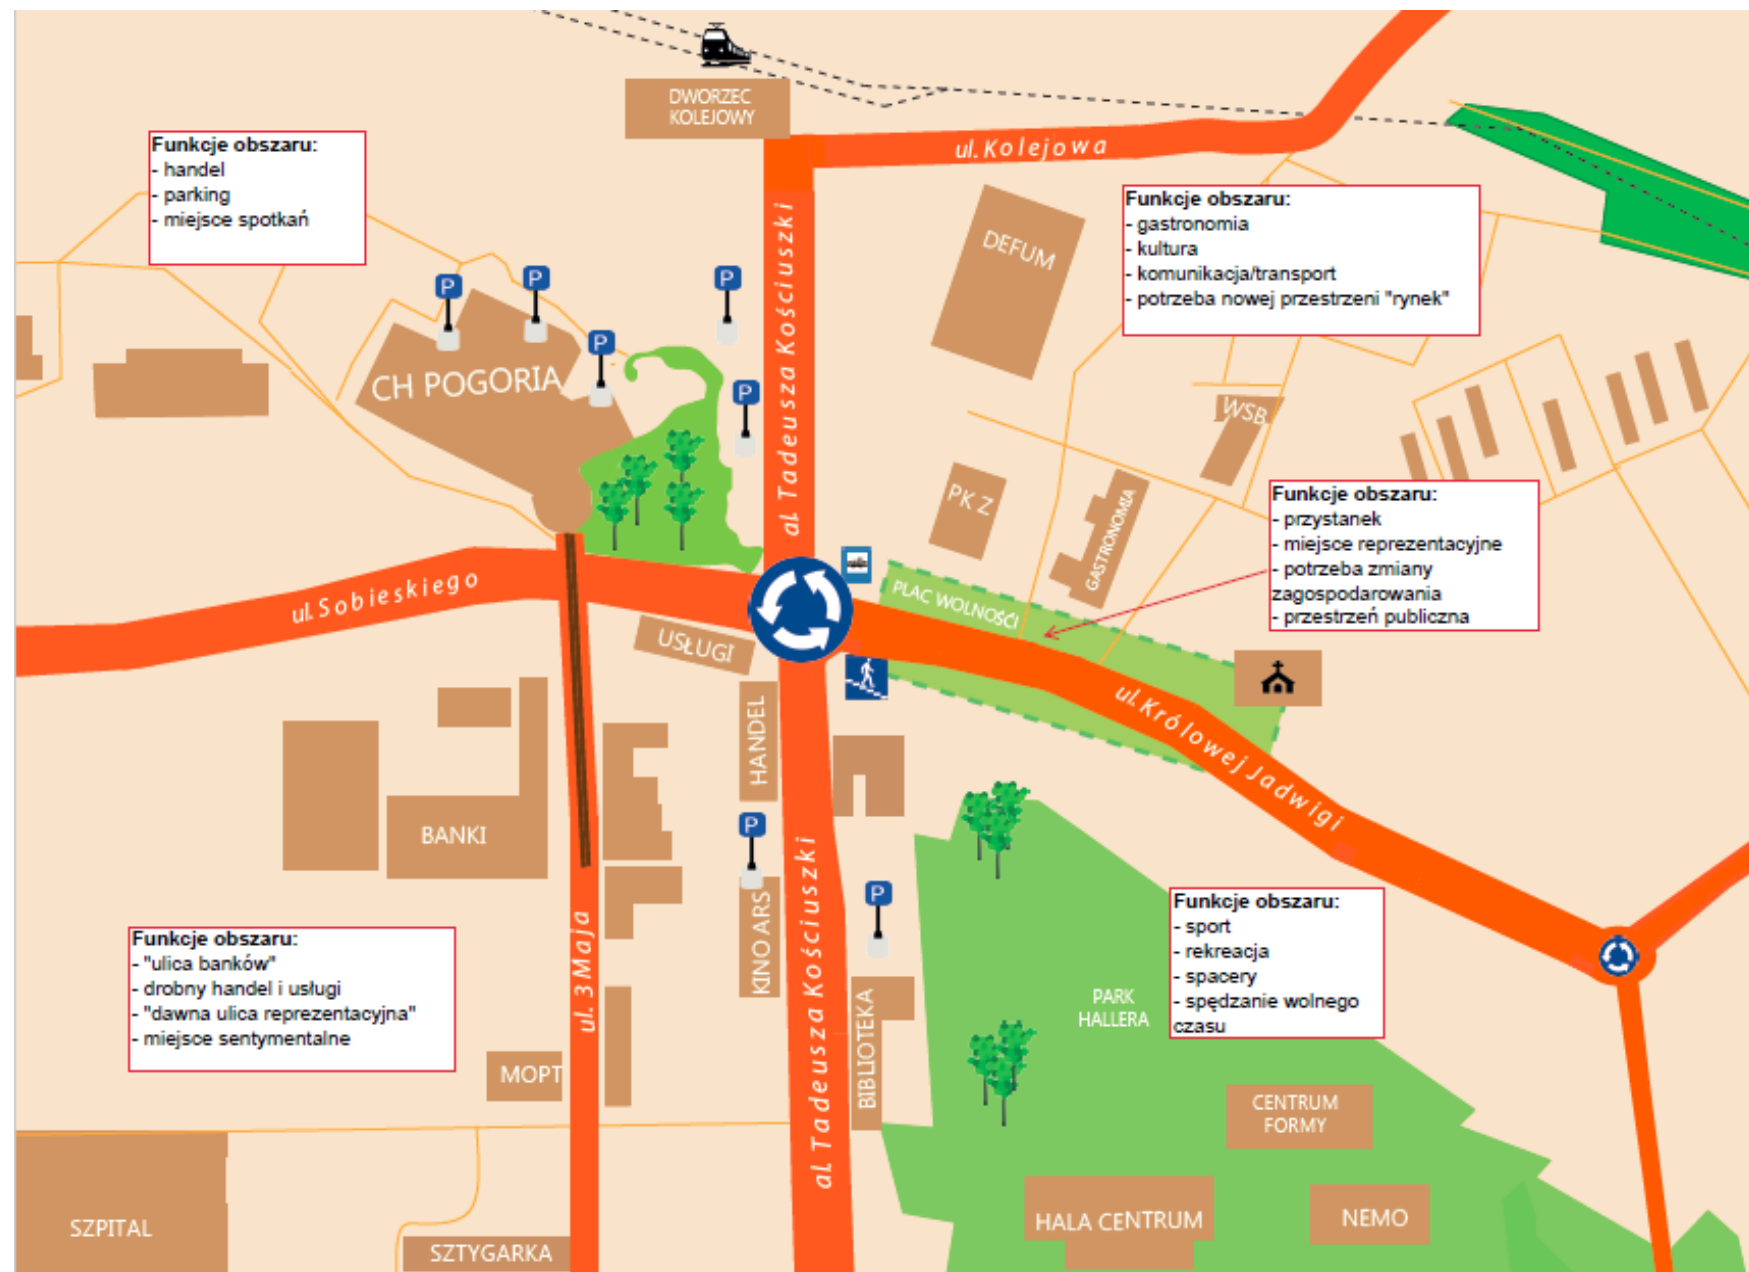 DWORZEC
KOLEJOWY
ul. Kolejowa
Funkcje obszaru:
- handel
- parking
- miejsce spotkań
Funkcje obszaru:
- gastronomia
- kultura
- komunikacja/transport
- potrzeba nowej przestrzeni "rynek"
DEFUM
al. Tadeusza Kościuszki
P
P
P
P
P
CH POGORIA
WSB
PK Z
GASTRONOMIA
Funkcje obszaru:
- przystanek
- miejsce reprezentacyjne
- potrzeba zmiany
zagospodarowania
- przestrzeń publiczna
PLAC WOLNOŚĆI
ul. Sobieskiego
USŁUGI
ul. Królowej Jadwigi
HANDEL
BANKI
P
P
KINO ARS
Funkcje obszaru:
- "ulica banków"
- drobny handel i usługi
- "dawna ulica reprezentacyjna"
- miejsce sentymentalne
ul. 3 Maja
al. Tadeusza Kościuszki
BIBLIOTEKA
Funkcje obszaru:
- sport
- rekreacja
- spacery
- spędzanie wolnego
czasu
PARK
HALLERA
MOPT
CENTRUM
FORMY
SZPITAL
SZTYGARKA
HALA CENTRUM
NEMO